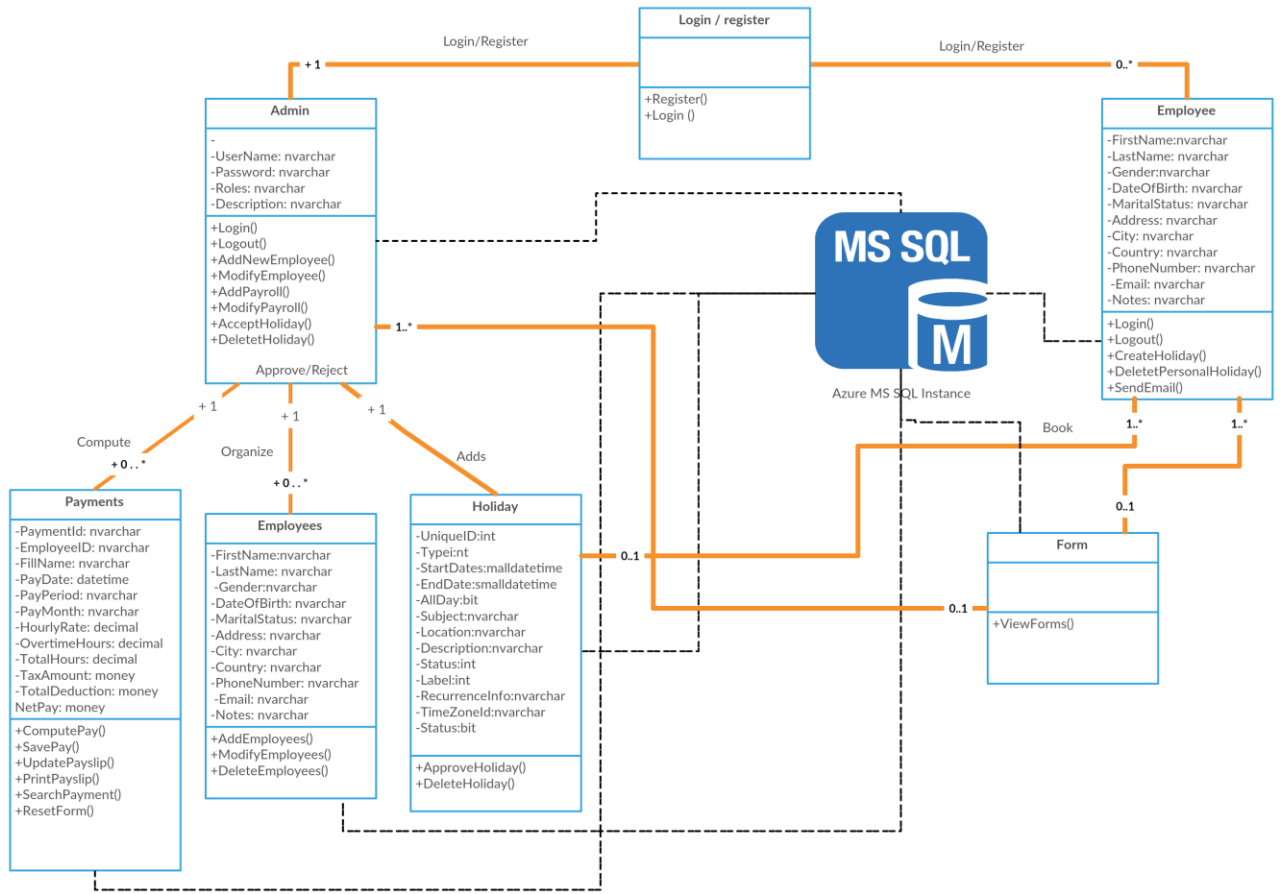 Login / register
+Register()
+Login ()
Login/Register
Login/Register
+ 1
0..*
Admin
-
-UserName: nvarchar
-Password: nvarchar
-Roles: nvarchar
-Description: nvarchar
+Login()
+Logout()
+AddNewEmployee()
+ModifyEmployee()
+AddPayroll()
+ModifyPayroll()
+AcceptHoliday()
+DeletetHoliday()
Approve/Reject
Employee
-FirstName:nvarchar
-LastName: nvarchar
-Gender:nvarchar
-DateOfBirth: nvarchar
-MaritalStatus: nvarchar
-Address: nvarchar
-City: nvarchar
-Country: nvarchar
-PhoneNumber: nvarchar
-Email: nvarchar
-Notes: nvarchar
+Login()
+Logout()
+CreateHoliday()
+DeletetPersonalHoliday()
+SendEmail()
MS SQL
M
Azure MS SQL Instance
1..*
+ 1
+ 1
+ 1
Compute
Organize
Adds
Book
1..*
1..*
+ 0 . . *
+ 0 . . *
0..1
0..1
0..1
Payments
-PaymentId: nvarchar
-EmployeeID: nvarchar
-FillName: nvarchar
-PayDate: datetime
-PayPeriod: nvarchar
-PayMonth: nvarchar
-HourlyRate: decimal
-OvertimeHours: decimal
-TotalHours: decimal
-TaxAmount: money
-TotalDeduction: money
NetPay: money
+ComputePay()
+SavePay()
+UpdatePayslip()
+PrintPayslip()
+SearchPayment()
+ResetForm()
Employees
-FirstName:nvarchar
-LastName: nvarchar
-Gender:nvarchar
-DateOfBirth: nvarchar
-MaritalStatus: nvarchar
-Address: nvarchar
-City: nvarchar
-Country: nvarchar
-PhoneNumber: nvarchar
-Email: nvarchar
-Notes: nvarchar
+AddEmployees()
+ModifyEmployees()
+DeleteEmployees()
Holiday
-UniqueID:int
-Typei:nt
-StartDates:malldatetime
-EndDate:smalldatetime
-AllDay:bit
-Subject:nvarchar
-Location:nvarchar
-Description:nvarchar
-Status:int
-Label:int
-RecurrenceInfo:nvarchar
-TimeZoneId:nvarchar
-Status:bit
+ApproveHoliday()
+DeleteHoliday()
Form
+ViewForms()